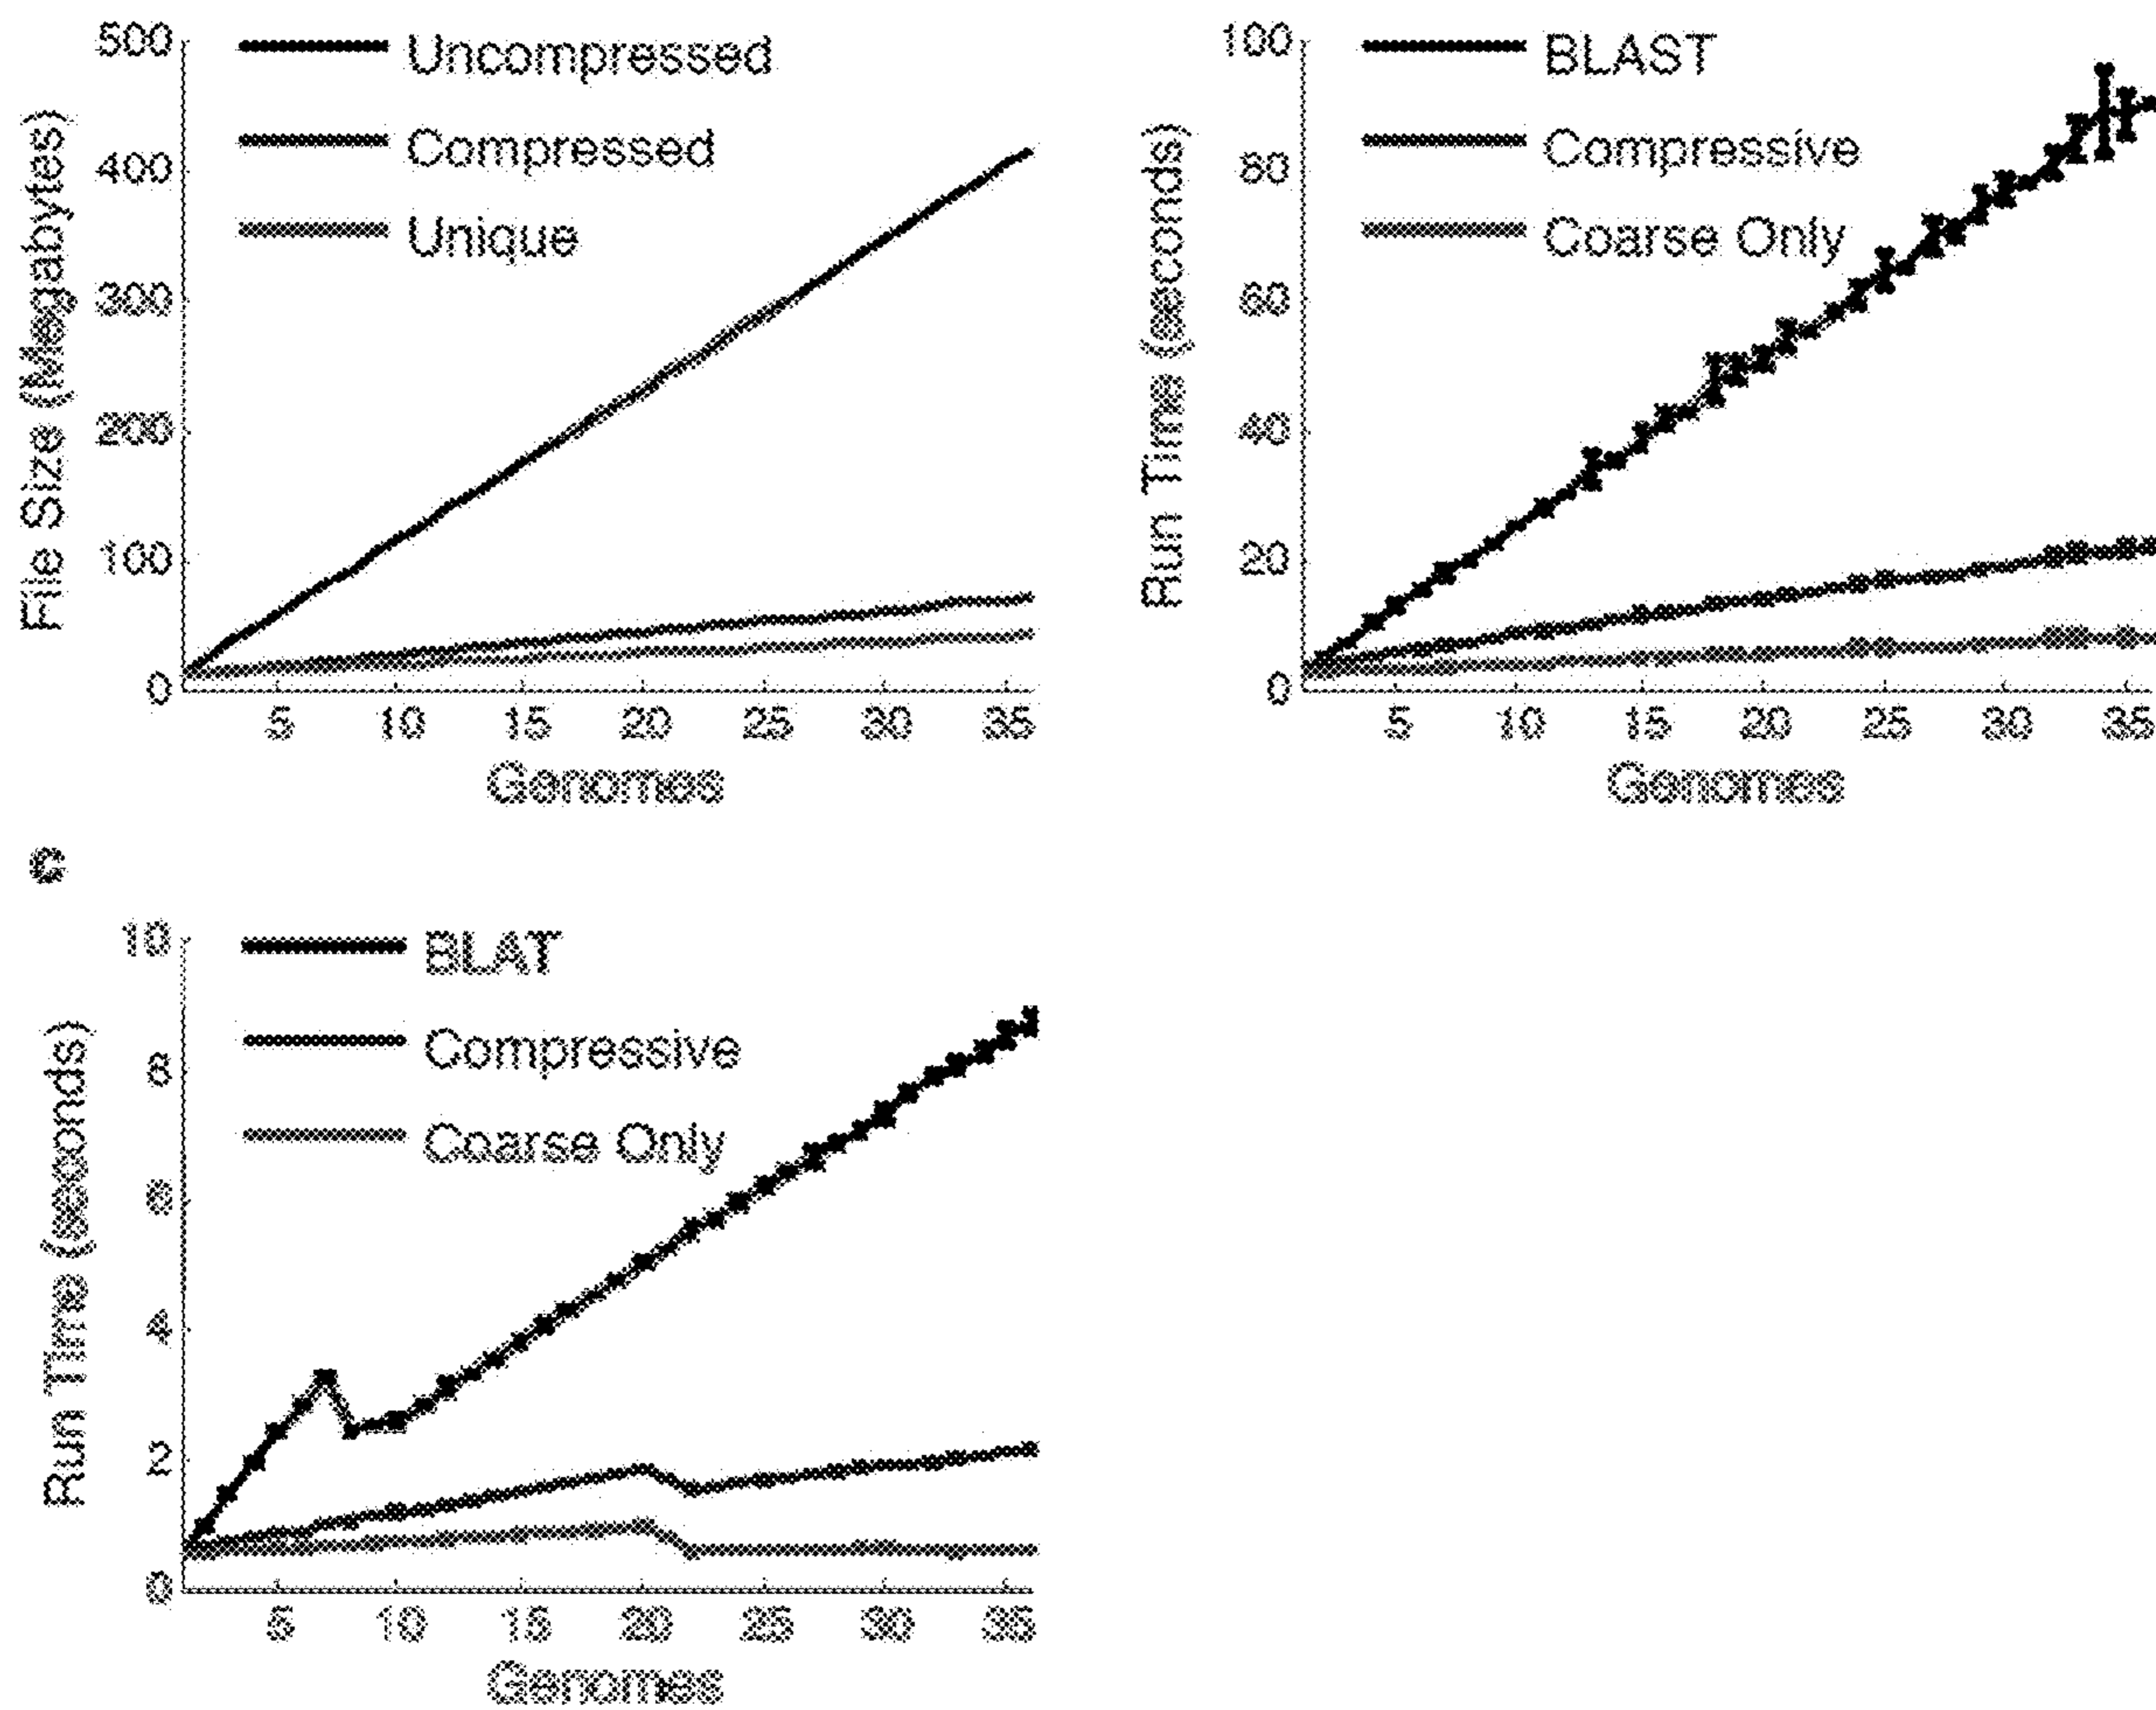 500
400
300
200
100
0
File Size (Megabytes)
Uncompressed
Compressed
Unique
5 10 15 20 25 30 35
Genomes
100
80
60
40
20
0
Run Time (seconds)
BLAST
Compressive
Coarse Only
5 10 15 20 25 30 35
Genomes
C
10
8
6
4
2
0
Run Time (seconds)
BLAT
Compressive
Coarse Only
5 10 15 20 25 30 35
Genomes